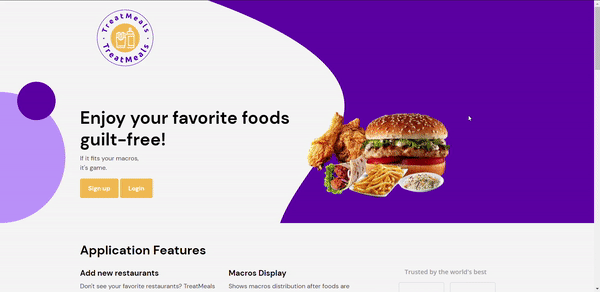 TreatMeals
TreatMeals
Enjoy your favorite foods
guilt-free!
If it fits your macros,
it's game.
Sign up
Login
Application Features
Add new restaurants
Don't see your favorite restaurants? TreatMeals
Macros Display
Shows macros distribution after foods are
Trusted by the world's best